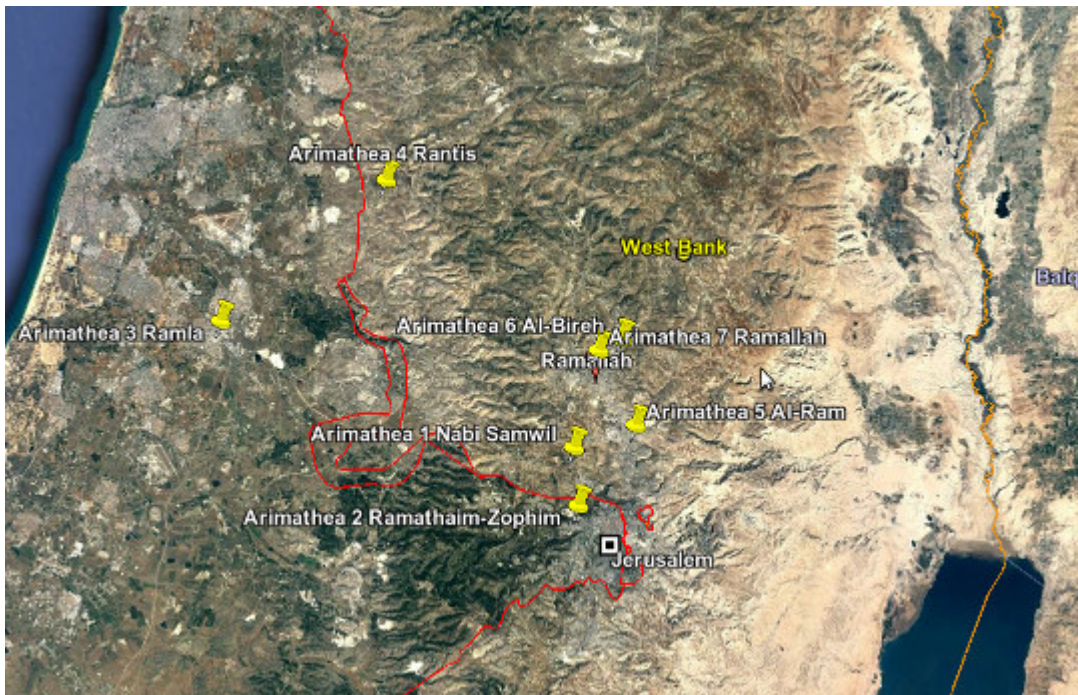 Arimathea 4 Rantis
West Bank
Balq
Arimathea 3 Ramla
Arimathea 6 Al-Bireh
Arimathea 7 Ramallah
Ramallah
Arimathea 5 Al-Ram
Arimathea 1 Nabi Samwil
Arimathea 2 Ramathaim-Zophim
Jerusalem